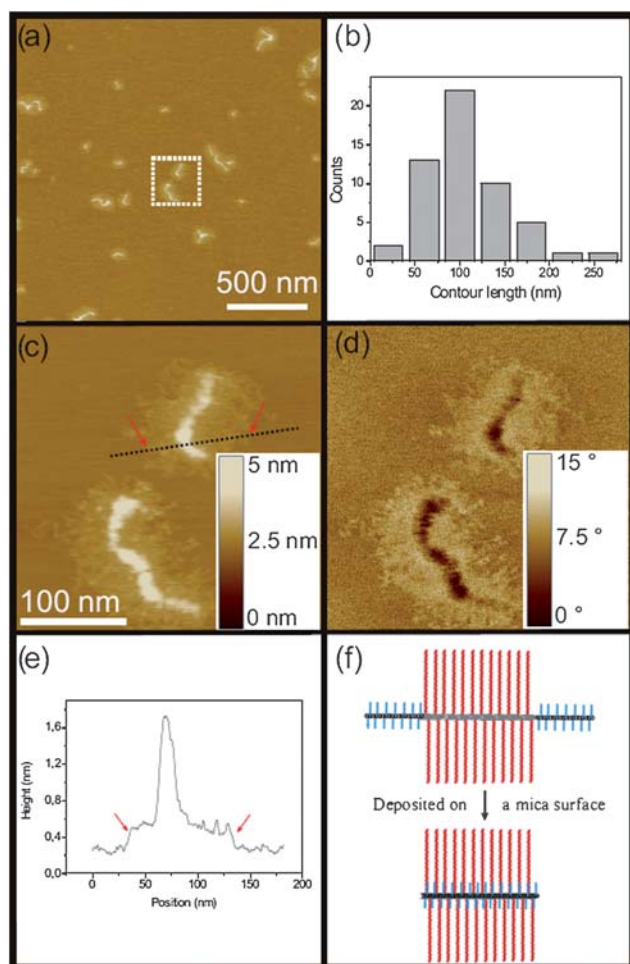 (a)
500 nm
(b)
Counts
20
15
10
5
0
0 50 100 150 200 250
Contour length (nm)
(c)
5 nm
2.5 nm
0 nm
100 nm
(d)
15 °
7.5 °
0 °
(e)
Height (nm)
1,6
1,2
0,8
0,4
0,0
0 50 100 150 200
Position (nm)
(f)
Deposited on a mica surface